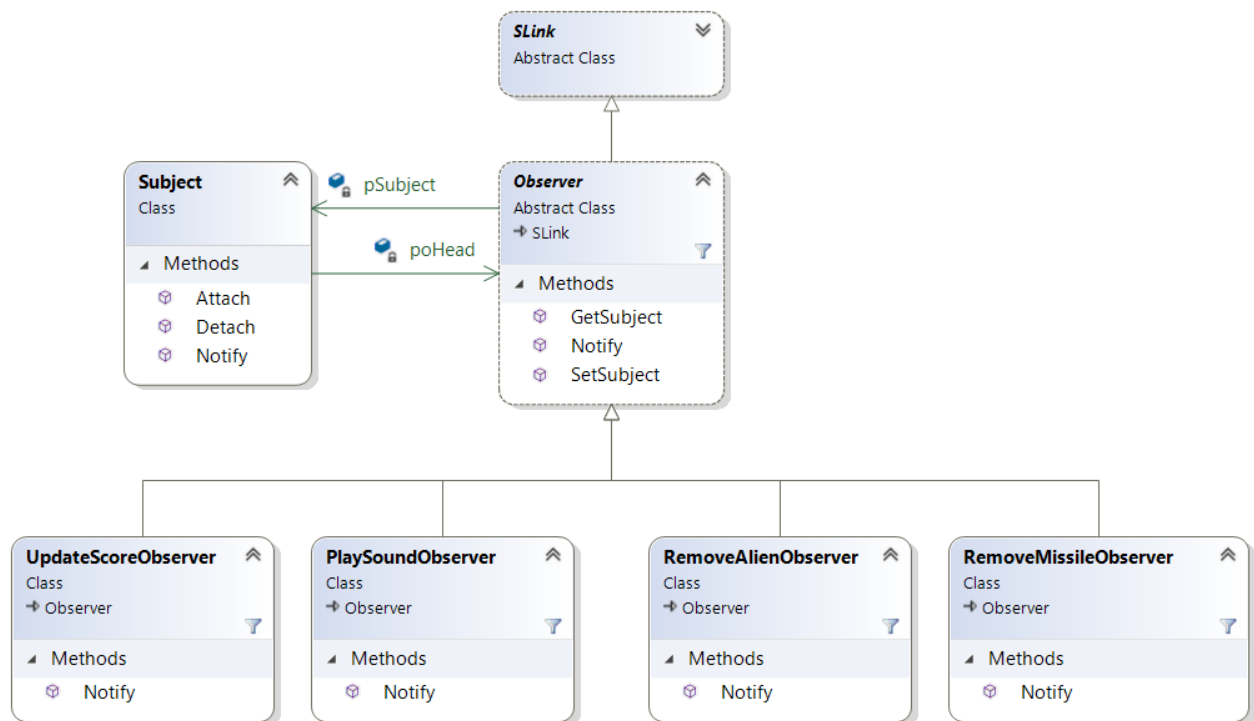 SLink
Abstract Class
Subject
Class
Methods
Attach
Detach
Notify
pSubject
poHead
Observer
Abstract Class
SLink
Methods
GetSubject
Notify
SetSubject
UpdateScoreObserver
Class
Observer
Methods
Notify
PlaySoundObserver
Class
Observer
Methods
Notify
RemoveAlienObserver
Class
Observer
Methods
Notify
RemoveMissileObserver
Class
Observer
Methods
Notify